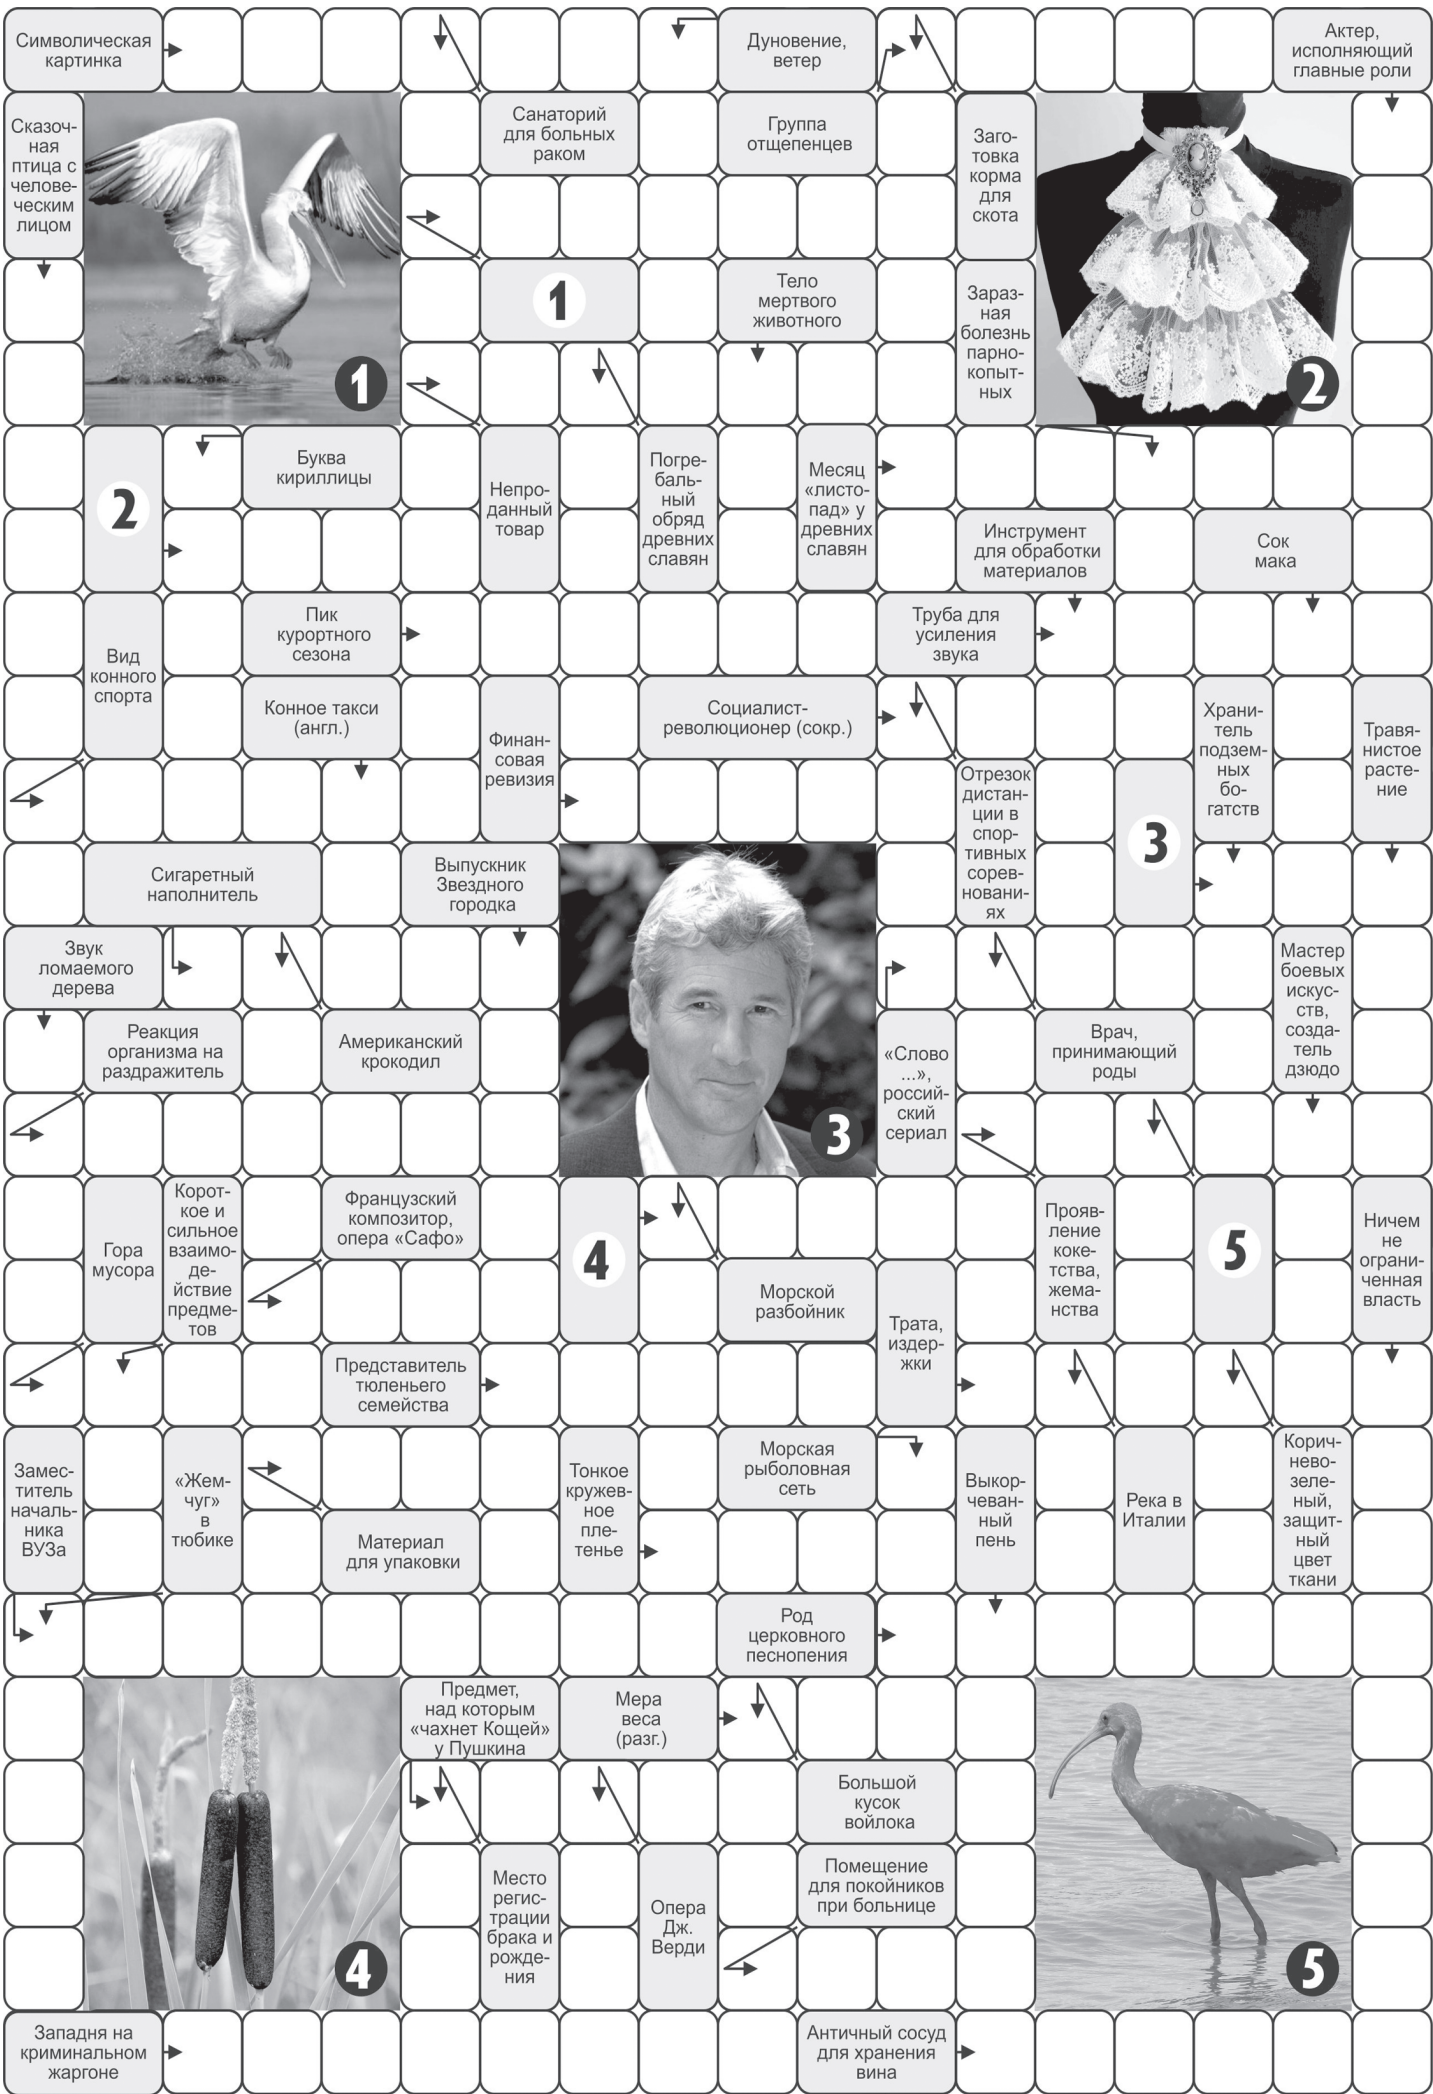 Символическая
картинка
Дуновение,
ветер
Актер,
исполняющий
главные роли
Сказоч-
ная
птица с
челове-
ческим
лицом
Санаторий
для больных
раком
Группа
отщепенцев
Заго-
товка
корма
для
скота
1
Тело
мертвого
животного
Зараз-
ная
болезнь
парно-
копыт-
ных
1
2
2
Буква
кириллицы
Непро-
данный
товар
Погре-
баль-
ный
обряд
древних
славян
Месяц
«листо-
пад» у
древних
славян
Инструмент
для обработки
материалов
Сок
мака
Вид
конного
спорта
Пик
курортного
сезона
Труба для
усиления
звука
Конное такси
(англ.)
Финан-
совая
ревизия
Социалист-
революционер (сокр.)
Храни-
тель
подзем-
ных
бо-
гатств
Травя-
нистое
расте-
ние
Отрезок
дистан-
ции в
спор-
тивных
сорев-
новани-
ях
3
Сигаретный
наполнитель
Выпускник
Звездного
городка
Звук
ломаемого
дерева
Мастер
боевых
искус-
ств,
созда-
тель
дзюдо
Реакция
организма на
раздражитель
Американский
крокодил
«Слово
...»,
россий-
ский
сериал
Врач,
принимающий
роды
3
Гора
мусора
Корот-
кое и
сильное
взаимо-
де-
йствие
предме-
тов
Французский
композитор,
опера «Сафо»
4
Прояв-
ление
коке-
тства,
жема-
нства
5
Ничем
не
ограни-
ченная
власть
Морской
разбойник
Трата,
издер-
жки
Представитель
тюленьего
семейства
Замес-
титель
началь-
ника
ВУЗа
«Жем-
чуг»
в
тюбике
Тонкое
кружев-
ное
пле-
тенье
Морская
рыболовная
сеть
Выкор-
чеван-
ный
пень
Река в
Италии
Корич-
нево-
зеле-
ный,
защит-
ный
цвет
ткани
Материал
для упаковки
Род
церковного
песнопения
Предмет,
над которым
«чахнет Кощей»
у Пушкина
Мера
веса
(разг.)
Большой
кусок
войлока
Место
регис-
трации
брака и
рожде-
ния
Опера
Дж.
Верди
Помещение
для покойников
при больнице
4
5
Западня на
криминальном
жаргоне
Античный сосуд
для хранения
вина